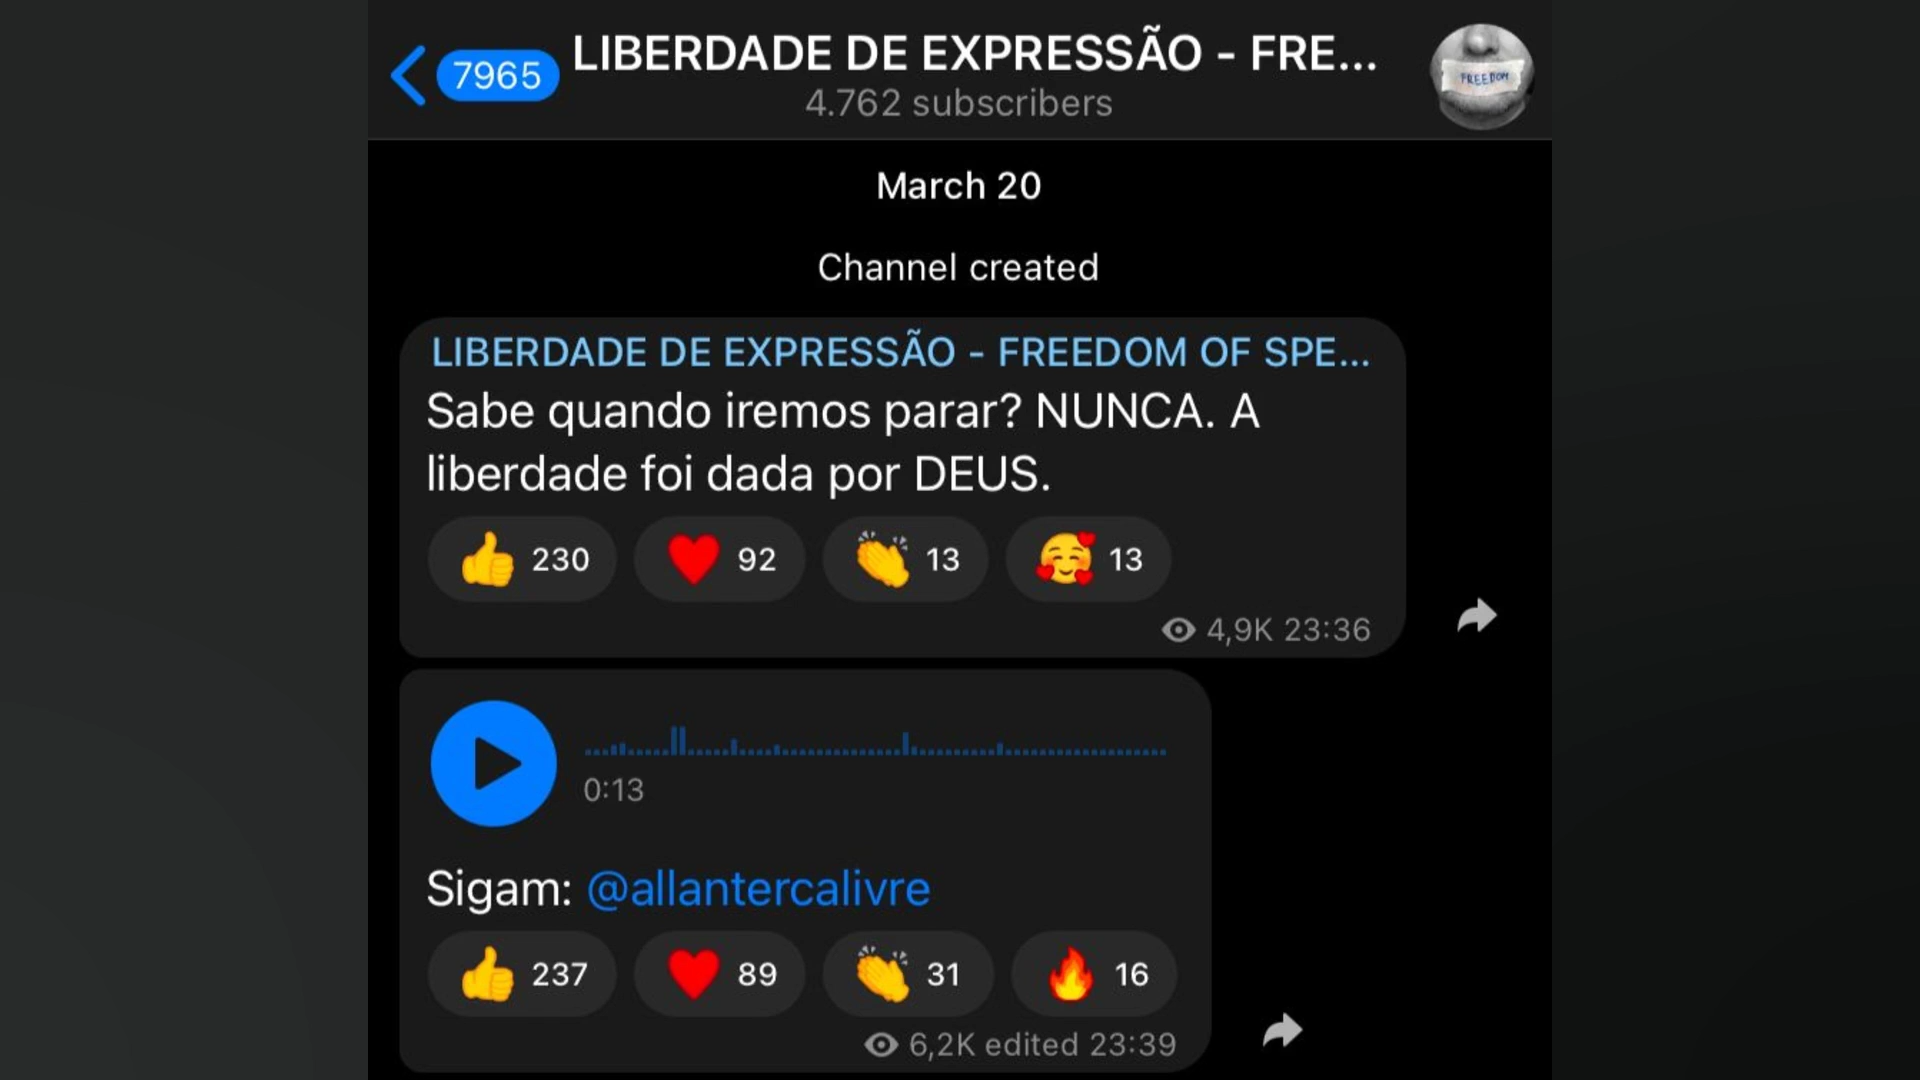 7965
LIBERDADE DE EXPRESSÃO - FRE...
4.762 subscribers
FREEDOM
March 20
Channel created
LIBERDADE DE EXPRESSÃO - FREEDOM OF SPE...
Sabe quando iremos parar? NUNCA. A
liberdade foi dada por DEUS.
230 92 13 13
4,9K 23:36
0:13
Sigam: @allantercalivre
237 89 31 16
6,2K edited 23:39